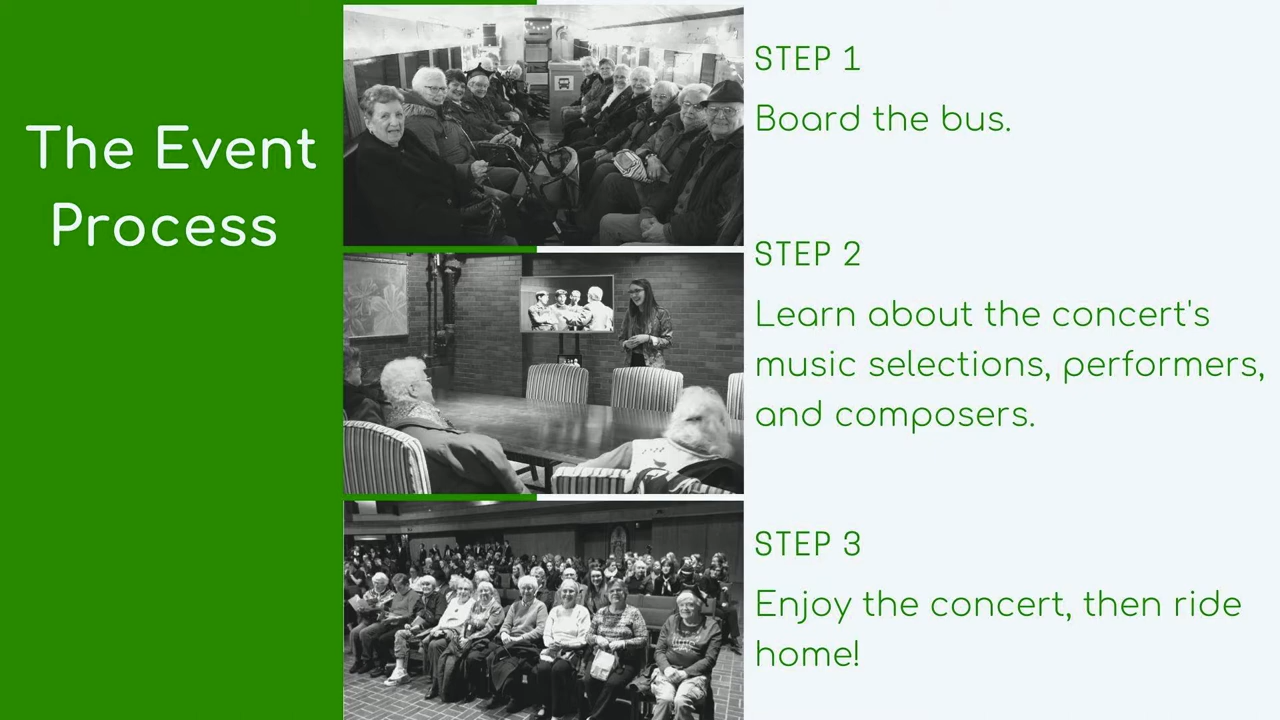 The Event
Process
STEP 1
Board the bus.
STEP 2
Learn about the concert's
music selections, performers,
and composers.
STEP 3
Enjoy the concert, then ride
home!